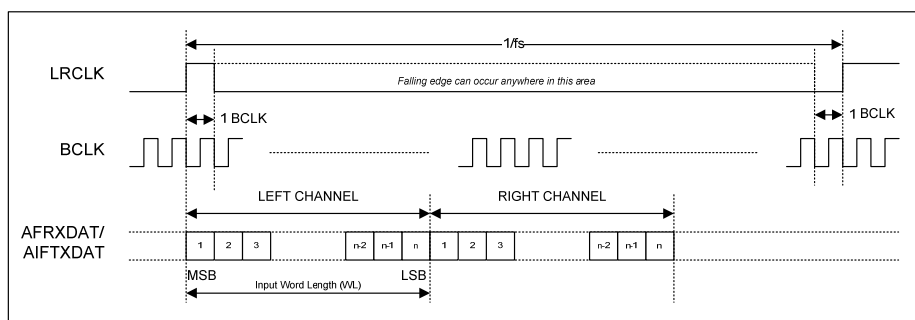 1/fs
LRCLK
Falling edge can occur anywhere in this area
1 BCLK
1 BCLK
BCLK
LEFT CHANNEL
RIGHT CHANNEL
AFRXDAT/
AIFTXDAT
1 2 3 n-2 n-1 n 1 2 3 n-2 n-1 n
MSB
LSB
Input Word Length (WL)